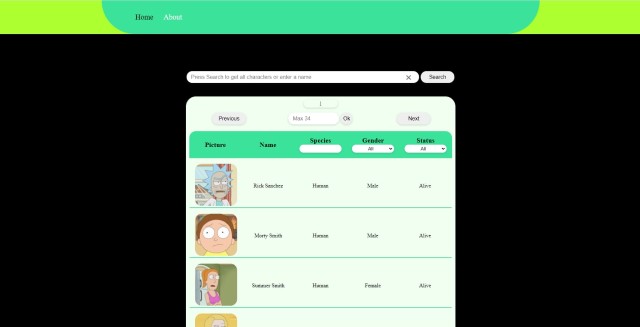 Home About
Press Search to get all characters to enter a name
Search
1
Previous Max 34 Ok Next
Picture Name Species Gender Status
All All
Rick Sanchez Human Male Alive
Morty Smith Human Male Alive
Summer Smith Human Female Alive